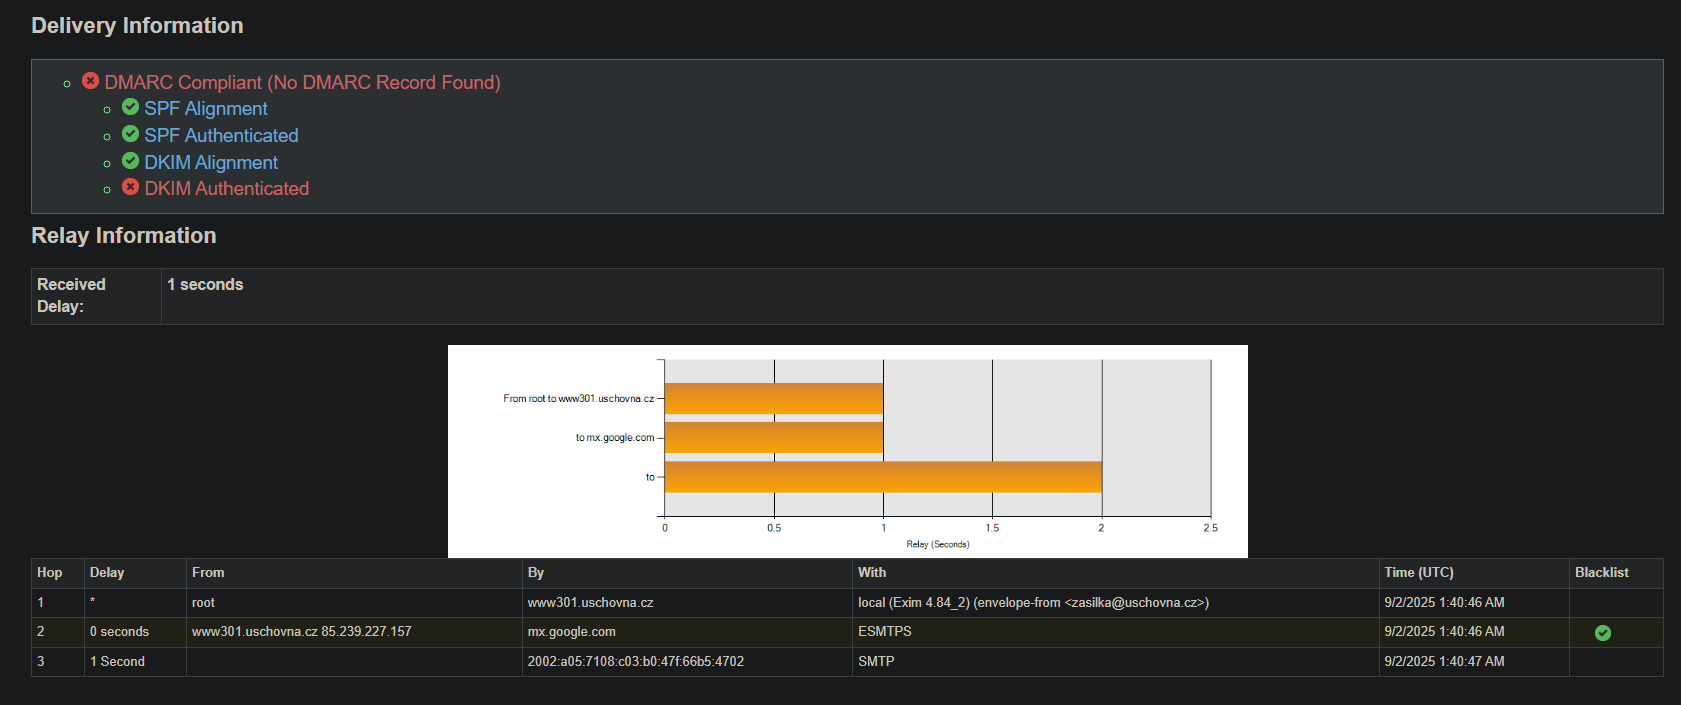 Delivery Information
DMARC Compliant (No DMARC Record Found)
SPF Alignment
SPF Authenticated
DKIM Alignment
DKIM Authenticated
Relay Information
Received Delay: 1 seconds
From root to www301.uschovna.cz
to mx.google.com
to
0 0.5 1 1.5 2 2.5
Relay (Seconds)
Hop Delay From By With Time (UTC) Blacklist
1 * root www301.uschovna.cz local (Exim 4.84_2) (envelope-from <zasilka@uschovna.cz>) 9/2/2025 1:40:46 AM
2 0 seconds www301.uschovna.cz 85.239.227.157 mx.google.com ESMTPS 9/2/2025 1:40:46 AM
3 1 Second 2002:a05:7108:c03:b0:47f:66b5:4702 SMTP 9/2/2025 1:40:47 AM